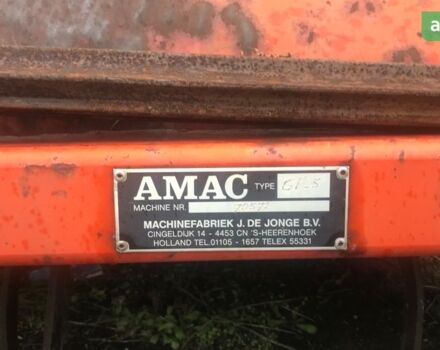 AMAC TYPE
MACHINE NR.
MACHINEFABRIEK J. DE JONGE B.V.
CINGELDIJK 14 - 4453 CN 'S-HEERENHOEK
HOLLAND TEL.01105 - 1657 TELEX 55331